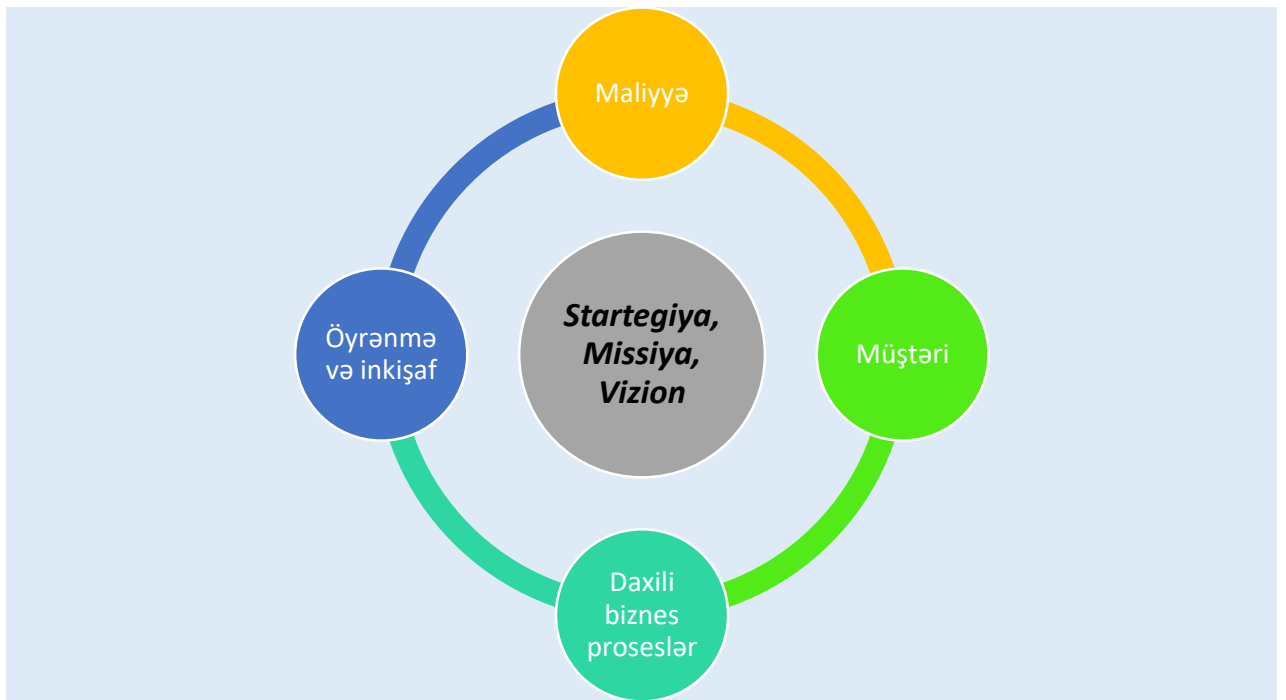 Maliyyə
Startegiya,
Missiya,
Vizion
Öyrənmə
və inkişaf
Müştəri
Daxili
biznes
proseslər